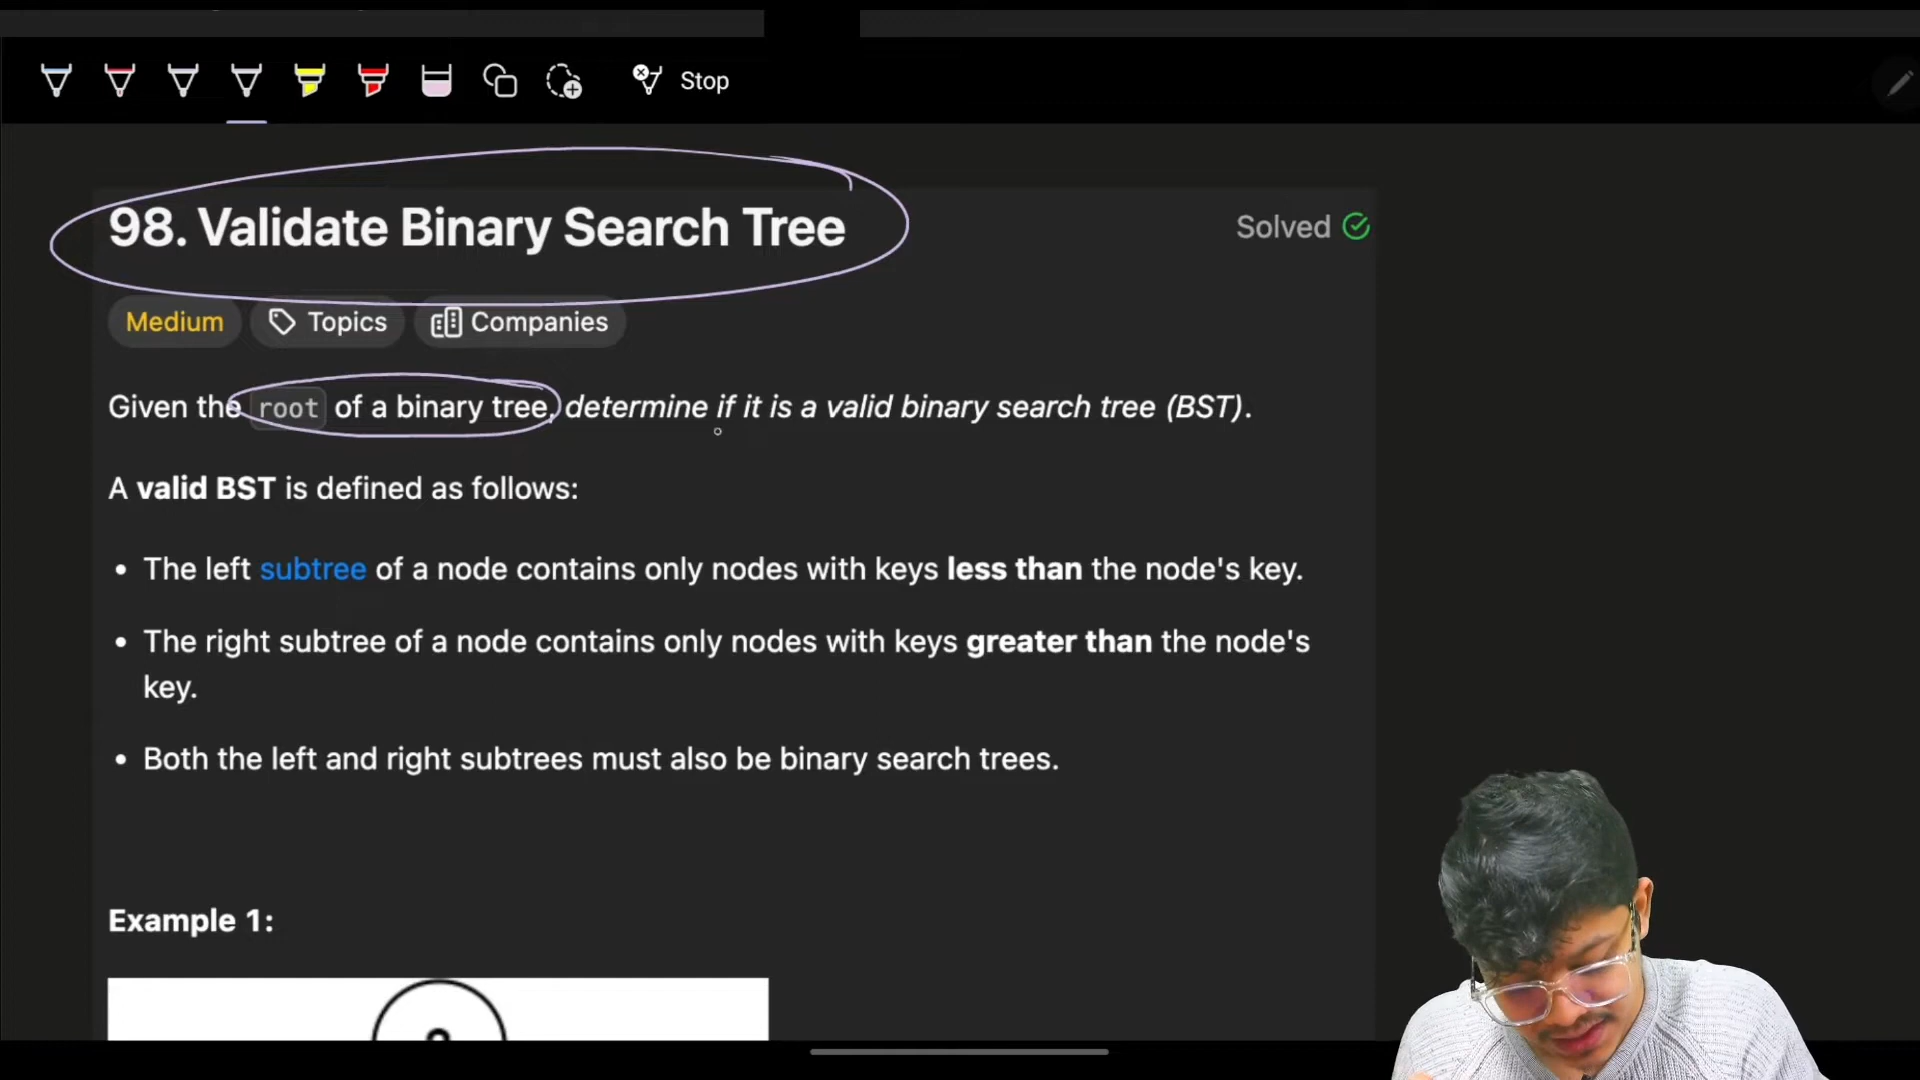 Stop
98. Validate Binary Search Tree
Solved
Medium
Topics
Companies
Given the root of a binary tree, determine if it is a valid binary search tree (BST).
A valid BST is defined as follows:
• The left subtree of a node contains only nodes with keys less than the node's key.
• The right subtree of a node contains only nodes with keys greater than the node's
key.
• Both the left and right subtrees must also be binary search trees.
Example 1: